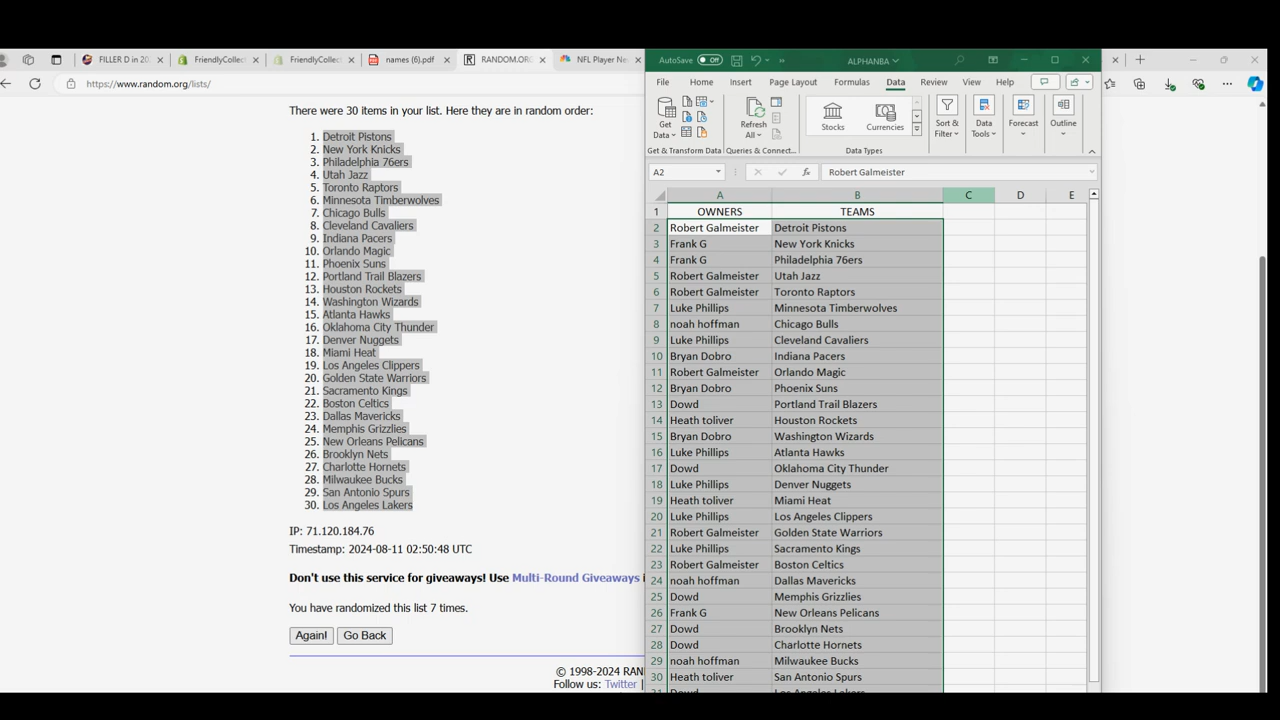 FILLER D in 20
FriendlyCollect
FriendlyCollect
names (6).pdf
RANDOM.OR
NFL Player Ne
https://www.random.org/lists/
There were 30 items in your list. Here they are in random order:
1. Detroit Pistons
2. New York Knicks
3. Philadelphia 76ers
4. Utah Jazz
5. Toronto Raptors
6. Minnesota Timberwolves
7. Chicago Bulls
8. Cleveland Cavaliers
9. Indiana Pacers
10. Orlando Magic
11. Phoenix Suns
12. Portland Trail Blazers
13. Houston Rockets
14. Washington Wizards
15. Atlanta Hawks
16. Oklahoma City Thunder
17. Denver Nuggets
18. Miami Heat
19. Los Angeles Clippers
20. Golden State Warriors
21. Sacramento Kings
22. Boston Celtics
23. Dallas Mavericks
24. Memphis Grizzlies
25. New Orleans Pelicans
26. Brooklyn Nets
27. Charlotte Hornets
28. Milwaukee Bucks
29. San Antonio Spurs
30. Los Angeles Lakers
IP: 71.120.184.76
Timestamp: 2024-08-11 02:50:48 UTC
Don't use this service for giveaways! Use Multi-Round Giveaways i
You have randomized this list 7 times.
Again! Go Back
© 1998-2024 RAN
Follow us: Twitter |
AutoSave Off ALPHANBA
File Home Insert Page Layout Formulas Data Review View Help
Get Data Refresh All Stocks Currencies Sort & Filter Data Tools Forecast Outline
Get & Transform Data Queries & Connect... Data Types
A2 fx Robert Galmeister
A B C D E
1 OWNERS TEAMS
2 Robert Galmeister Detroit Pistons
3 Frank G New York Knicks
4 Frank G Philadelphia 76ers
5 Robert Galmeister Utah Jazz
6 Robert Galmeister Toronto Raptors
7 Luke Phillips Minnesota Timberwolves
8 noah hoffman Chicago Bulls
9 Luke Phillips Cleveland Cavaliers
10 Bryan Dobro Indiana Pacers
11 Robert Galmeister Orlando Magic
12 Bryan Dobro Phoenix Suns
13 Dowd Portland Trail Blazers
14 Heath toliver Houston Rockets
15 Bryan Dobro Washington Wizards
16 Luke Phillips Atlanta Hawks
17 Dowd Oklahoma City Thunder
18 Luke Phillips Denver Nuggets
19 Heath toliver Miami Heat
20 Luke Phillips Los Angeles Clippers
21 Robert Galmeister Golden State Warriors
22 Luke Phillips Sacramento Kings
23 Robert Galmeister Boston Celtics
24 noah hoffman Dallas Mavericks
25 Dowd Memphis Grizzlies
26 Frank G New Orleans Pelicans
27 Dowd Brooklyn Nets
28 Dowd Charlotte Hornets
29 noah hoffman Milwaukee Bucks
30 Heath toliver San Antonio Spurs
31 Dowd Los Angeles Lakers